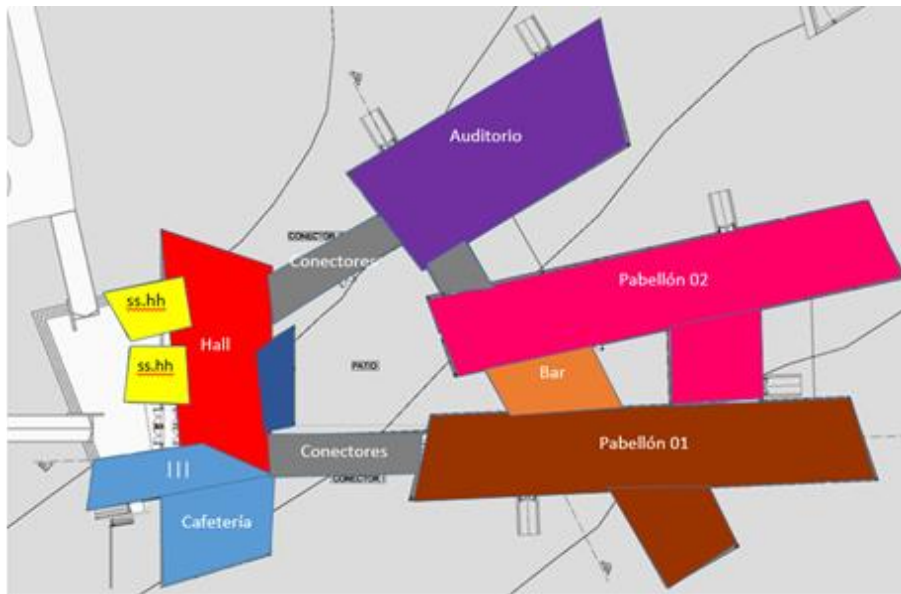 Auditorio
CONECTOR
Conectores
Pabellón 02
ss.hh
Hall
ss.hh
PATIO
Bar
Pabellón 01
Conectores
|||
CONECTOR I
Cafetería